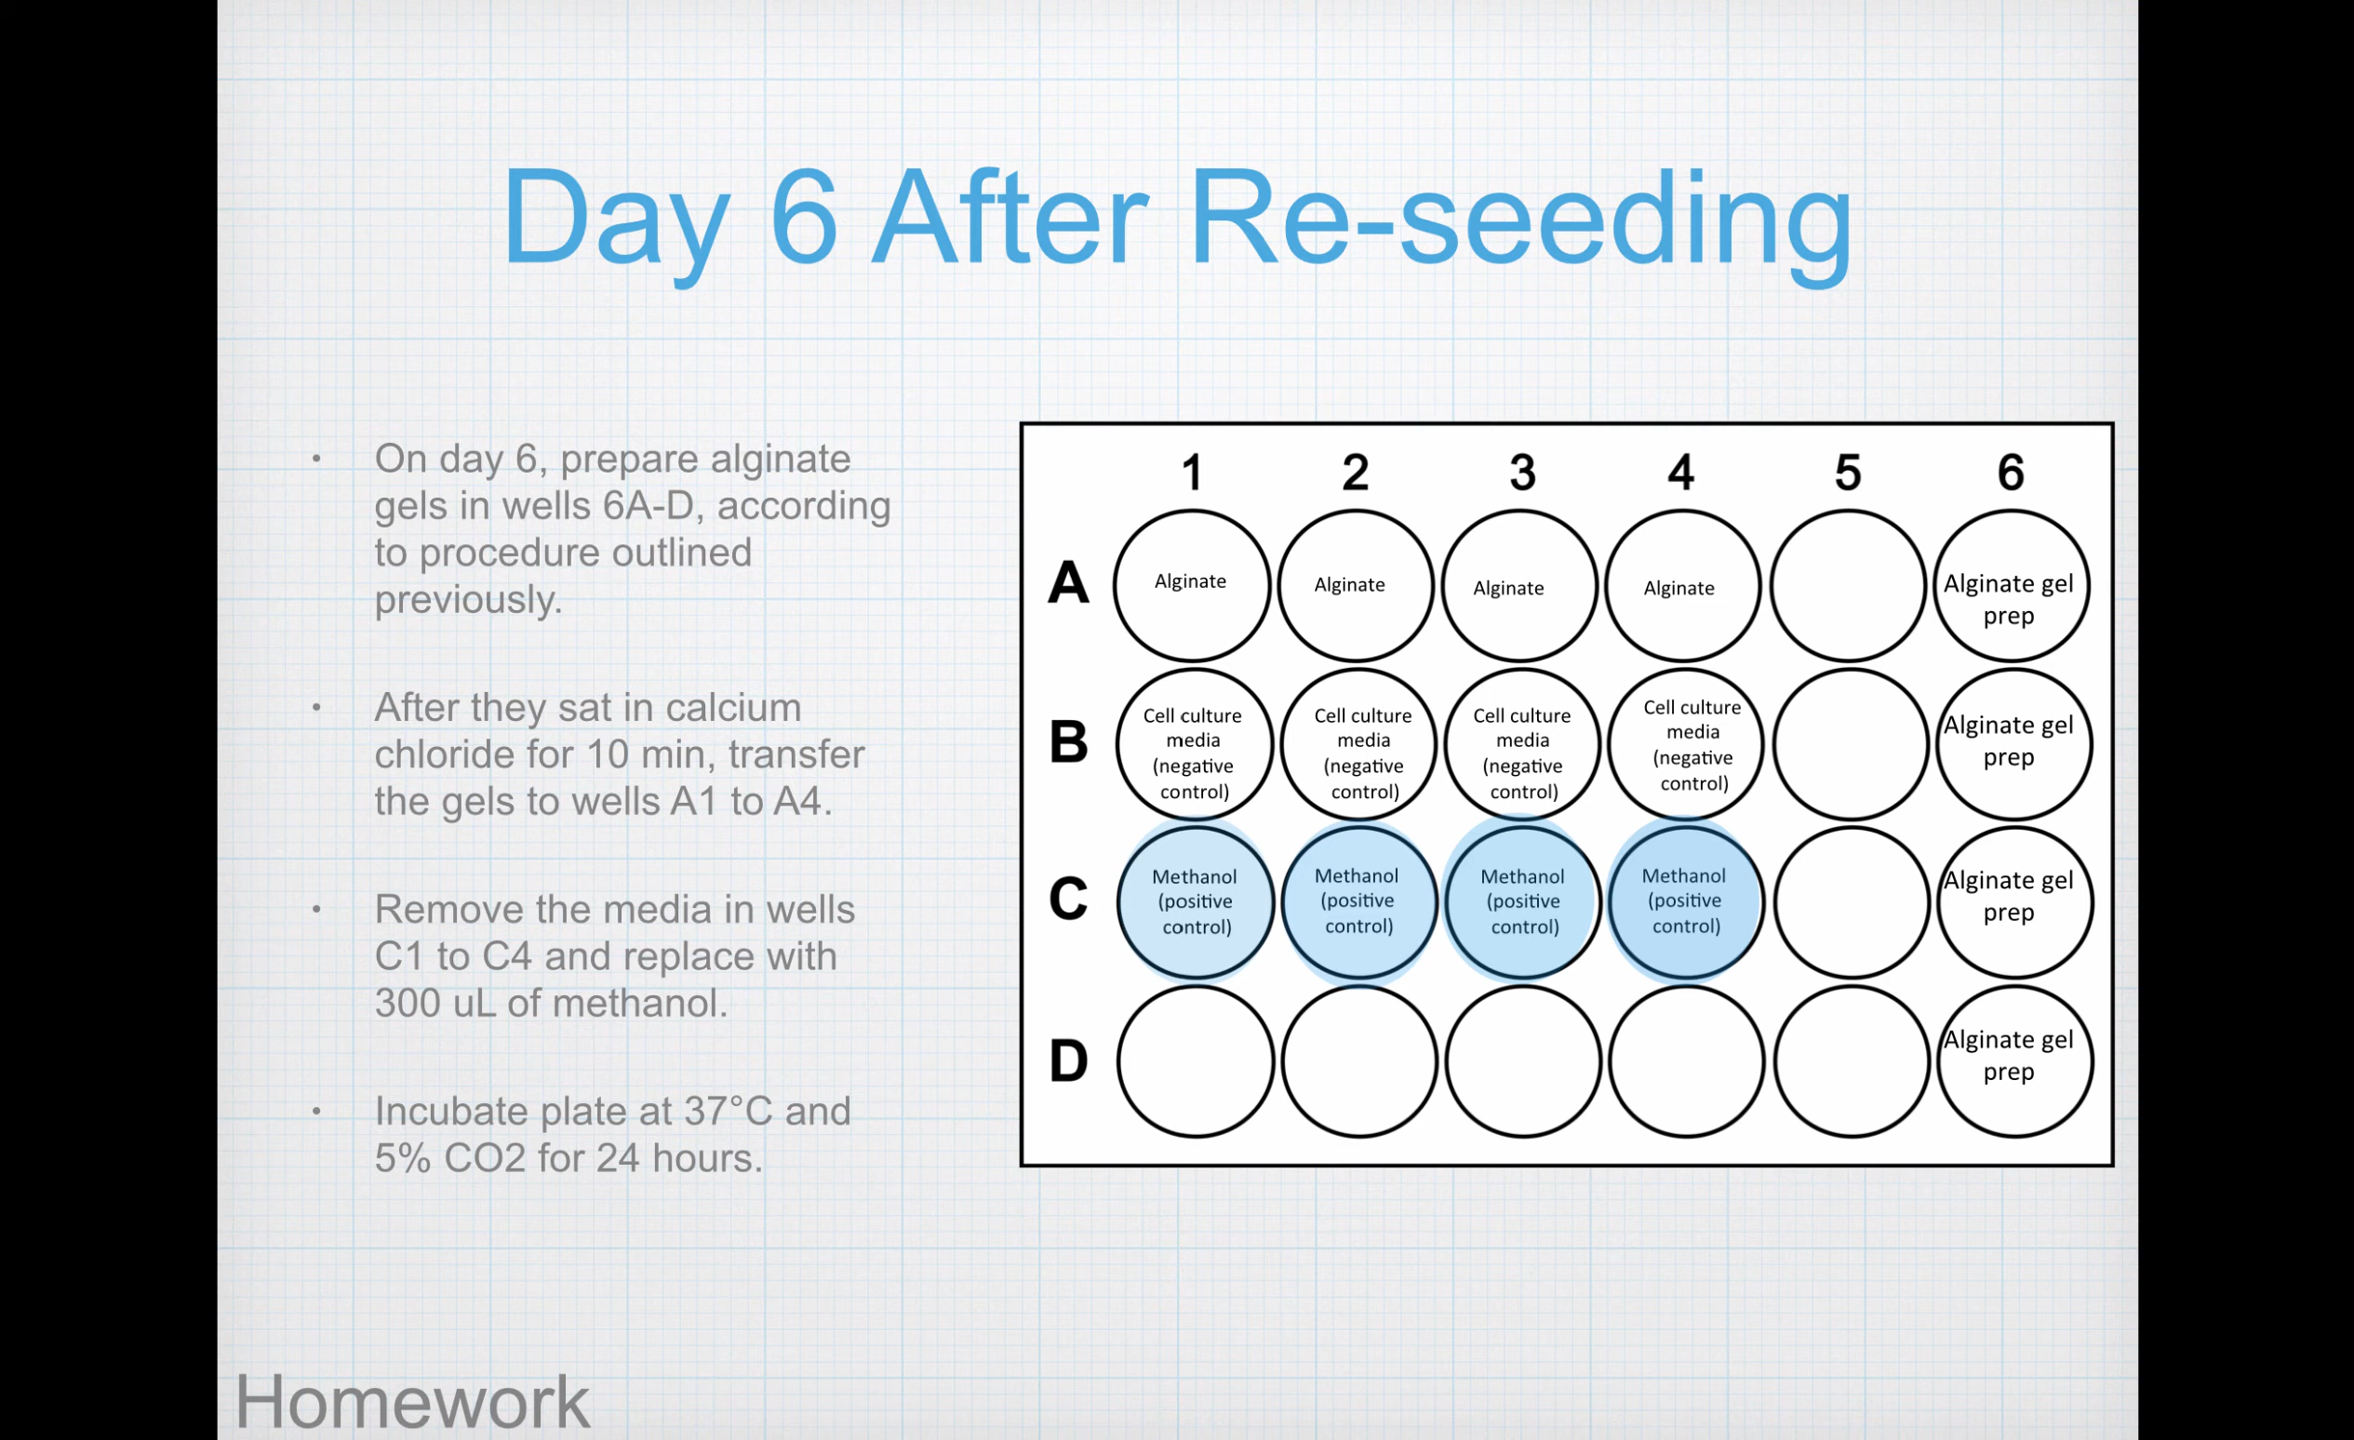 Day 6 After Re-seeding
• On day 6, prepare alginate
gels in wells 6A-D, according
to procedure outlined
previously.
• After they sat in calcium
chloride for 10 min, transfer
the gels to wells A1 to A4.
• Remove the media in wells
C1 to C4 and replace with
300 uL of methanol.
• Incubate plate at 37°C and
5% CO2 for 24 hours.
1 2 3 4 5 6
A
Alginate
Alginate
Alginate
Alginate
Alginate gel
prep
B
Cell culture
media
(negative
control)
Cell culture
media
(negative
control)
Cell culture
media
(negative
control)
Cell culture
media
(negative
control)
Alginate gel
prep
C
Methanol
(positive
control)
Methanol
(positive
control)
Methanol
(positive
control)
Methanol
(positive
control)
Alginate gel
prep
D
Alginate gel
prep
Homework